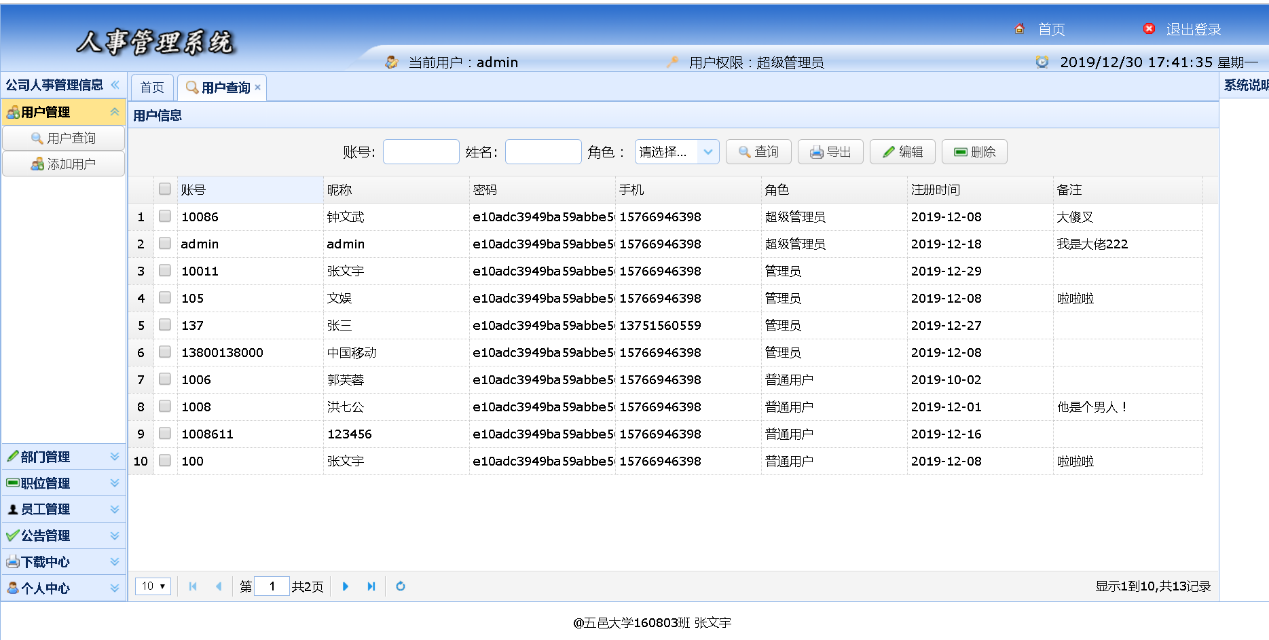 人事管理系统
首页 退出登录
当前用户：admin 用户权限：超级管理员 2019/12/30 17:41:35 星期一
公司人事管理信息 首页 用户查询 系统说明
用户管理 用户信息
用户查询
添加用户
账号: 姓名: 角色： 请选择... 查询 导出 编辑 删除
账号 昵称 密码 手机 角色 注册时间 备注
1 10086 钟文武 e10adc3949ba59abbe5 15766946398 超级管理员 2019-12-08 大傻叉
2 admin admin e10adc3949ba59abbe5 15766946398 超级管理员 2019-12-18 我是大佬222
3 10011 张文宇 e10adc3949ba59abbe5 15766946398 管理员 2019-12-29
4 105 文娱 e10adc3949ba59abbe5 15766946398 管理员 2019-12-08 啦啦啦
5 137 张三 e10adc3949ba59abbe5 13751560559 管理员 2019-12-27
6 13800138000 中国移动 e10adc3949ba59abbe5 15766946398 管理员 2019-12-08
7 1006 郭芙蓉 e10adc3949ba59abbe5 15766946398 普通用户 2019-10-02
8 1008 洪七公 e10adc3949ba59abbe5 15766946398 普通用户 2019-12-01 他是个男人！
9 1008611 123456 e10adc3949ba59abbe5 15766946398 普通用户 2019-12-16
10 100 张文宇 e10adc3949ba59abbe5 15766946398 普通用户 2019-12-08 啦啦啦
部门管理
职位管理
员工管理
公告管理
下载中心
个人中心
10 第 1 共2页 显示1到10,共13记录
@五邑大学160803班 张文宇